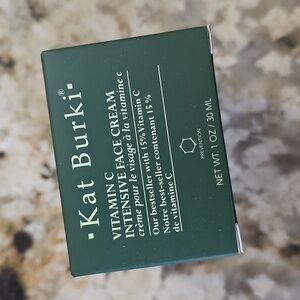 Kat Burki®
VITAMIN C
INTENSIVE FACE CREAM
crème pour le visage à la vitamine c
Our bestseller with 15% Vitamin C
Notre best-seller contenant 15 %
de vitamine C
PREVENTION
NET WT. 1 OZ / 30 ML